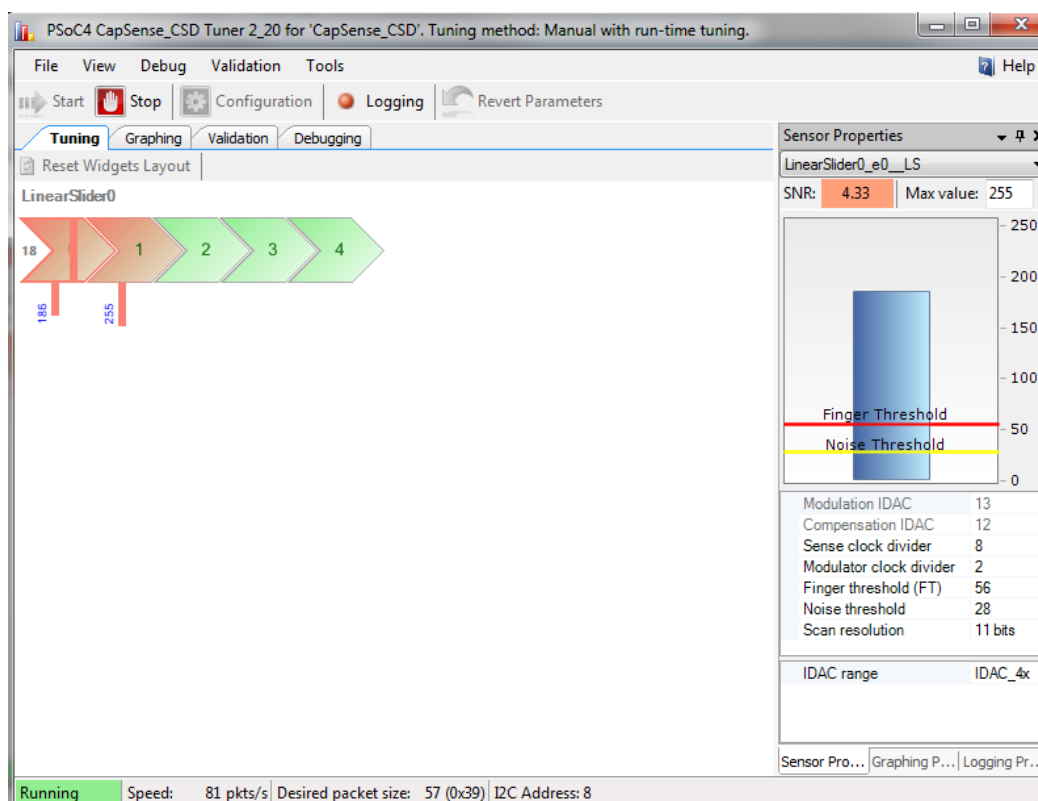 PSoC4 CapSense_CSD Tuner 2_20 for 'CapSense_CSD'. Tuning method: Manual with run-time tuning.
File View Debug Validation Tools Help
Start Stop Configuration Logging Revert Parameters
Tuning Graphing Validation Debugging
Reset Widgets Layout
LinearSlider0
18 1 2 3 4
186 255
Sensor Properties
LinearSlider0_e0__LS
SNR: 4.33 Max value: 255
250
200
150
100
Finger Threshold
50
Noise Threshold
0
Modulation IDAC 13
Compensation IDAC 12
Sense clock divider 8
Modulator clock divider 2
Finger threshold (FT) 56
Noise threshold 28
Scan resolution 11 bits
IDAC range IDAC_4x
Sensor Pro... Graphing P... Logging Pr...
Running Speed: 81 pkts/s Desired packet size: 57 (0x39) I2C Address: 8